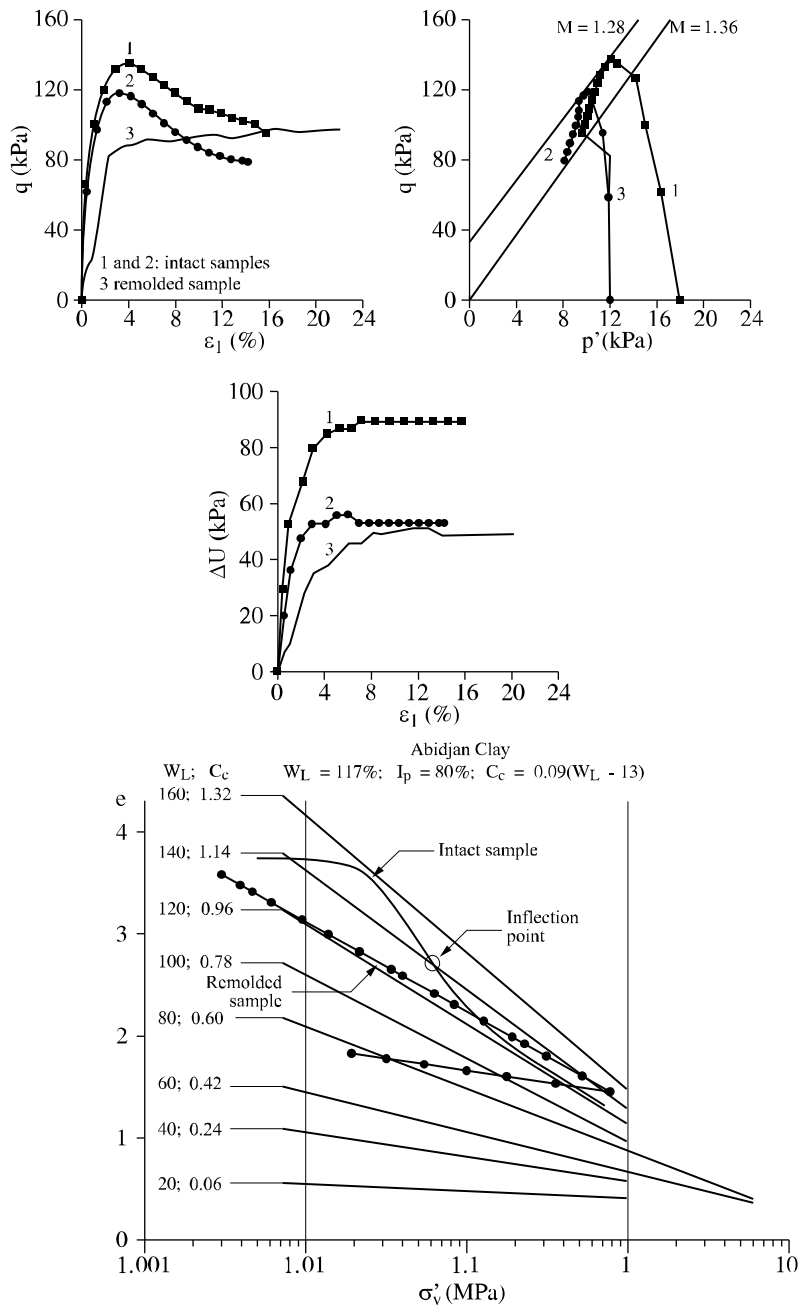 160
120
80
40
0
q (kPa)
1
2
3
1 and 2: intact samples
3 remolded sample
0 4 8 12 16 20 24
ε1 (%)
160
120
80
40
0
q (kPa)
M = 1.28
M = 1.36
2
3
1
0 4 8 12 16 20 24
p'(kPa)
100
80
60
40
20
0
ΔU (kPa)
1
2
3
0 4 8 12 16 20 24
ε1 (%)
Abidjan Clay
WL; Cc WL = 117%; Ip = 80%; Cc = 0.09(WL - 13)
e
160; 1.32
4
140; 1.14
Intact sample
120; 0.96
Inflection
point
3
100; 0.78
Remolded
sample
80; 0.60
2
60; 0.42
40; 0.24
1
20; 0.06
0
1.001 1.01 1.1 1 10
σ'v (MPa)